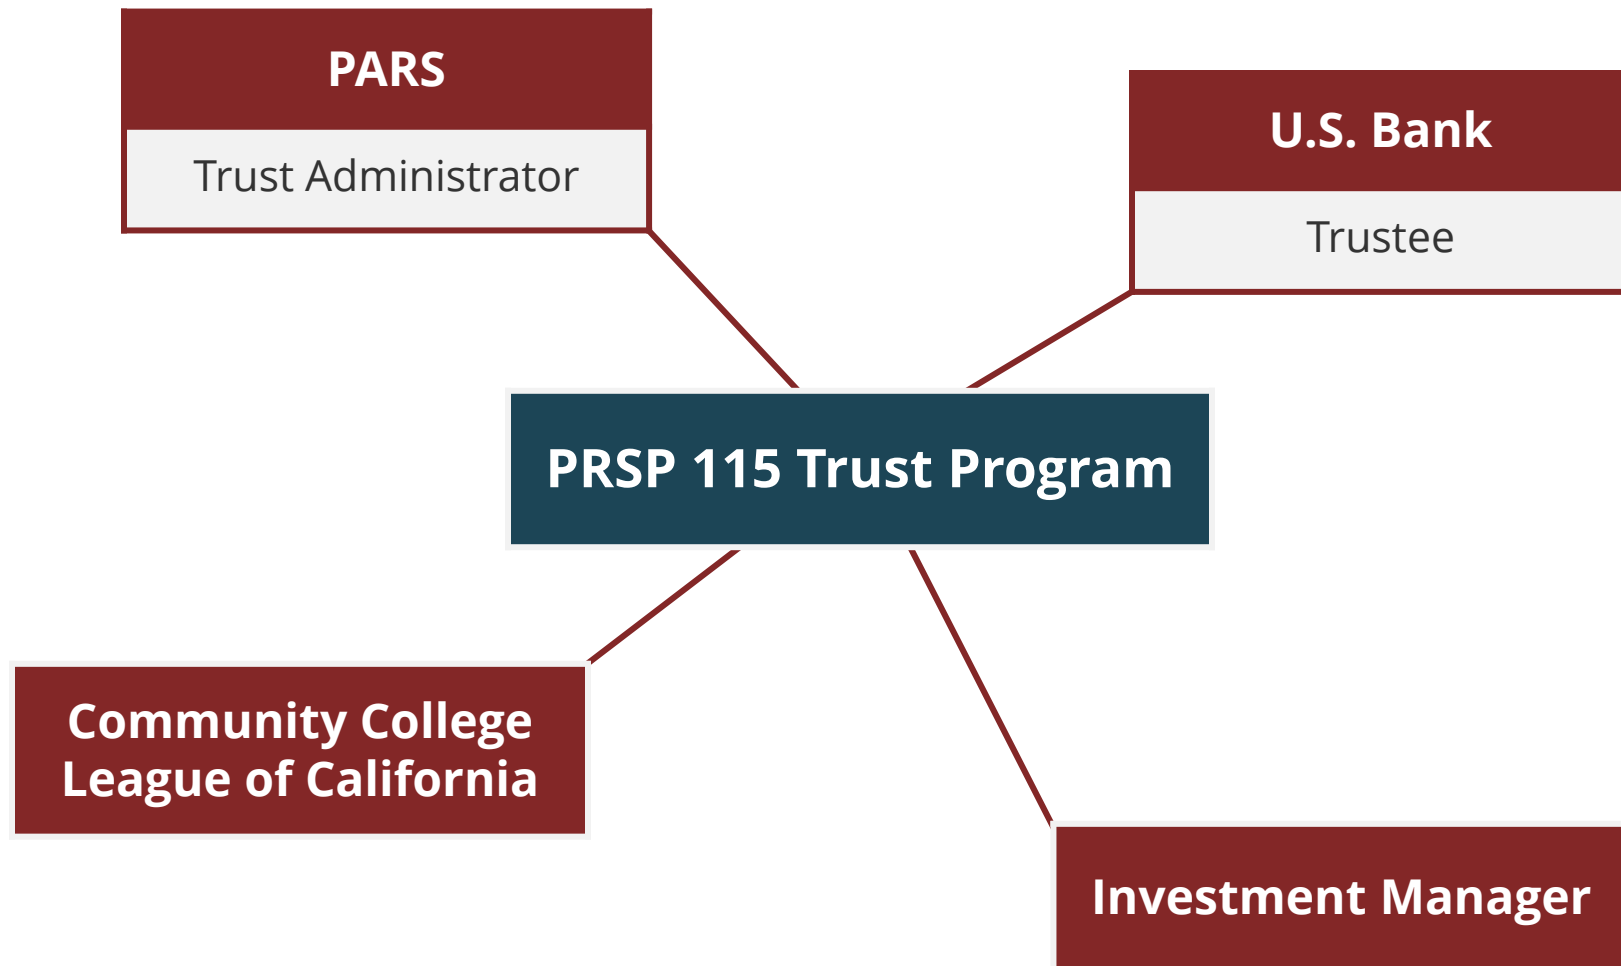 PARS
Trust Administrator
U.S. Bank
Trustee
PRSP 115 Trust Program
Community College
League of California
Investment Manager